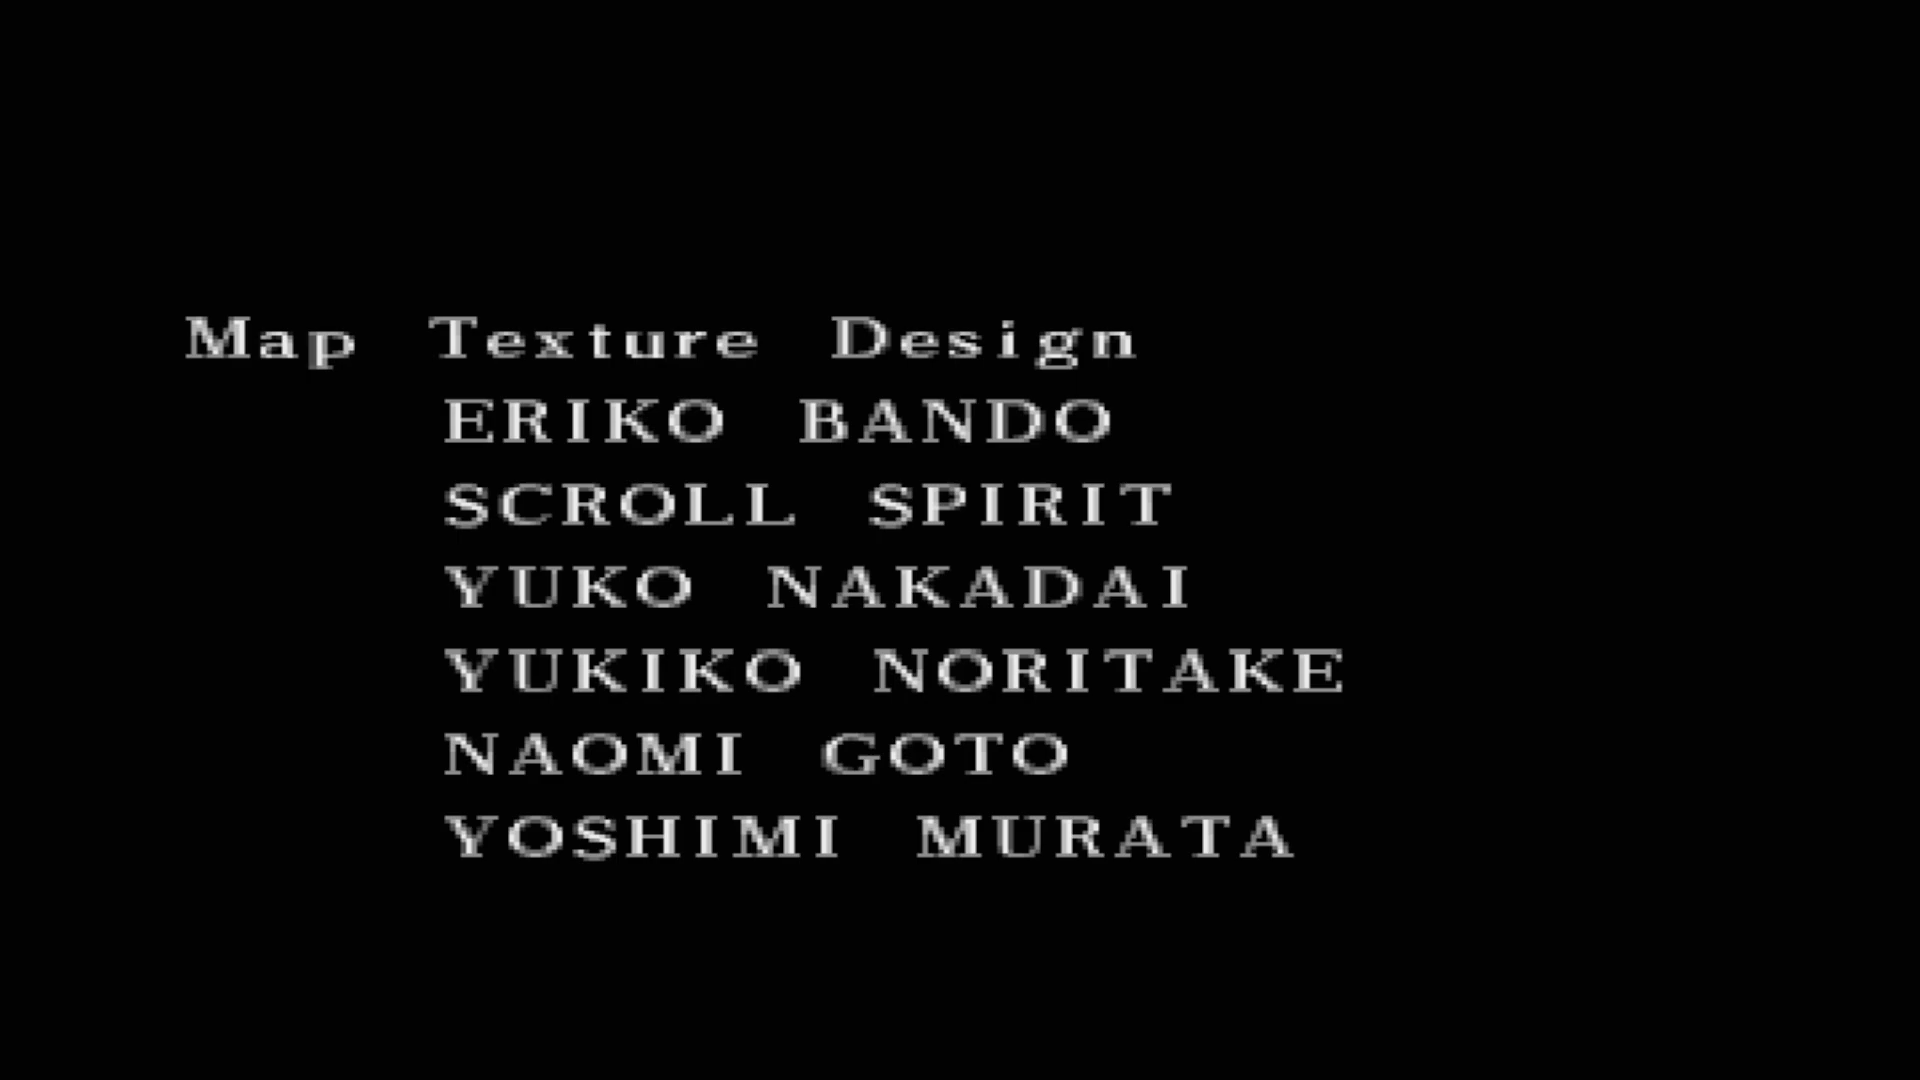 Map Texture Design
ERIKO BANDO
SCROLL SPIRIT
YUKO NAKADAI
YUKIKO NORITAKE
NAOMI GOTO
YOSHIMI MURATA